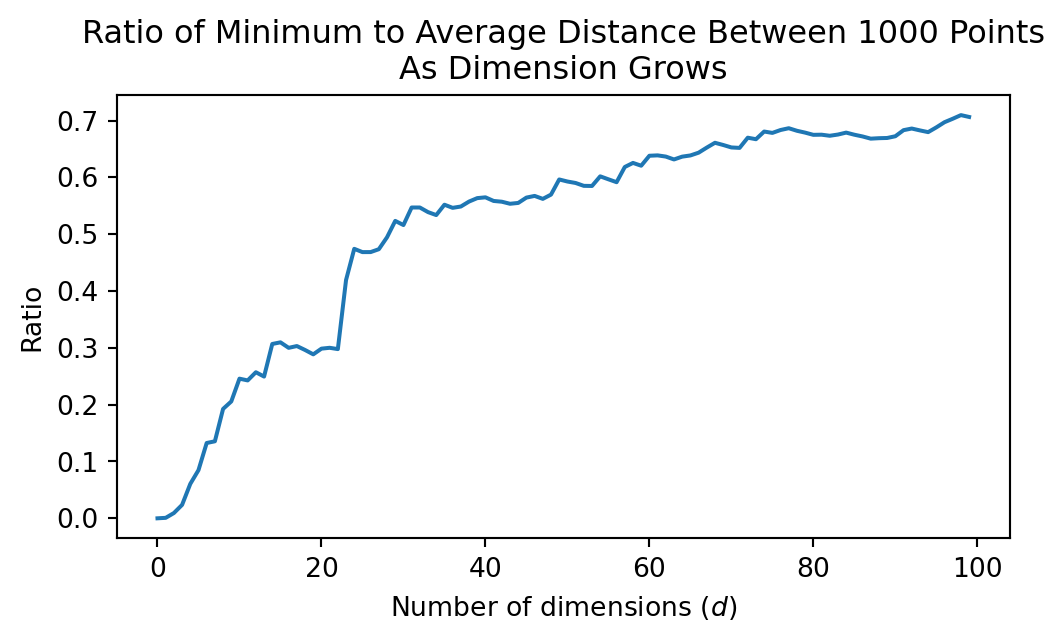 Ratio of Minimum to Average Distance Between 1000 Points
As Dimension Grows
Ratio
0.7
0.6
0.5
0.4
0.3
0.2
0.1
0.0
0 20 40 60 80 100
Number of dimensions (d)